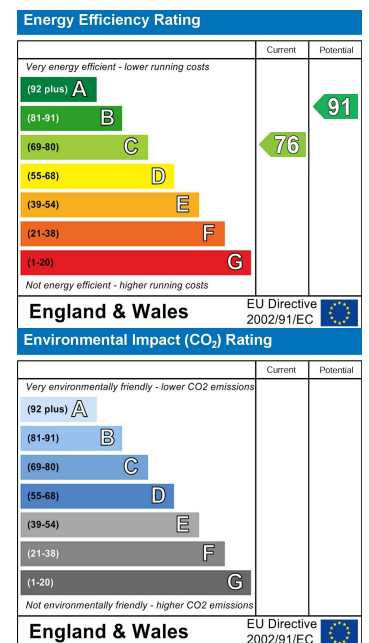 Energy Efficiency Rating
Current Potential
Very energy efficient - lower running costs
(92 plus) A
(81-91) B
91
(69-80) C
76
(55-68) D
(39-54) E
(21-38) F
(1-20) G
Not energy efficient - higher running costs
England & Wales
EU Directive
2002/91/EC
Environmental Impact (CO₂) Rating
Current Potential
Very environmentally friendly - lower CO2 emissions
(92 plus) A
(81-91) B
(69-80) C
(55-68) D
(39-54) E
(21-38) F
(1-20) G
Not environmentally friendly - higher CO2 emissions
England & Wales
EU Directive
2002/91/EC